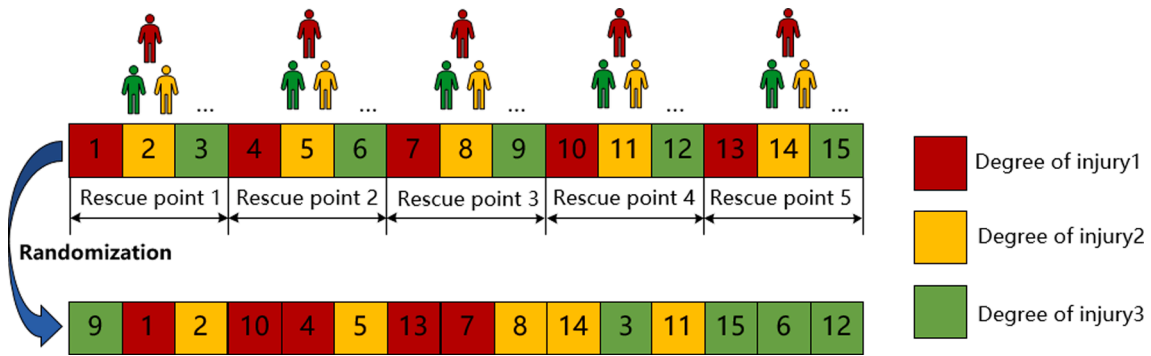 ... ... ... ... ...
1 2 3 4 5 6 7 8 9 10 11 12 13 14 15
Rescue point 1 Rescue point 2 Rescue point 3 Rescue point 4 Rescue point 5
Randomization
9 1 2 10 4 5 13 7 8 14 3 11 15 6 12
Degree of injury1
Degree of injury2
Degree of injury3